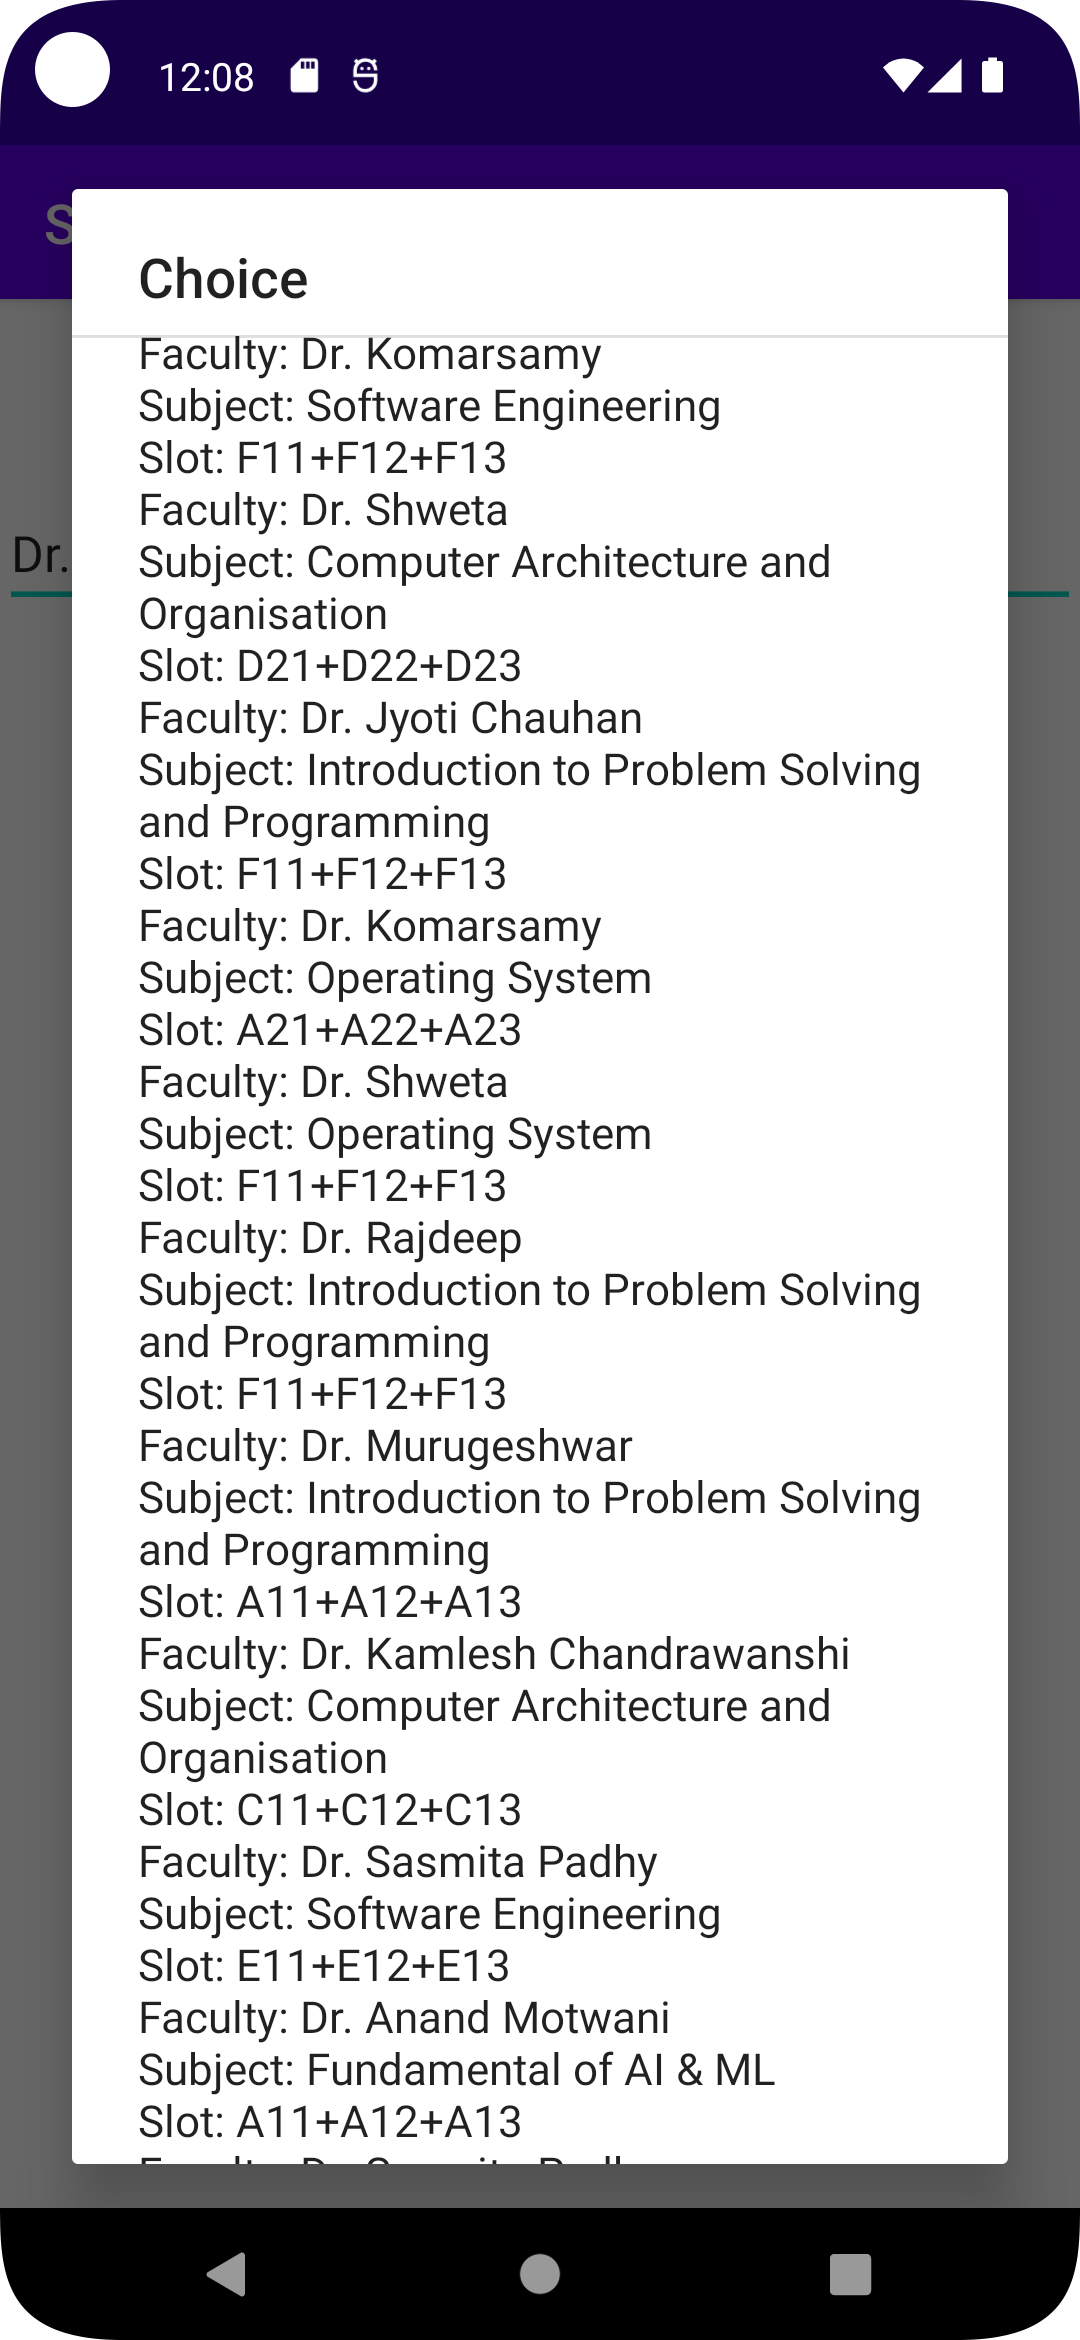 12:08
S
Choice
Faculty: Dr. Komarsamy
Subject: Software Engineering
Slot: F11+F12+F13
Faculty: Dr. Shweta
Subject: Computer Architecture and
Organisation
Slot: D21+D22+D23
Faculty: Dr. Jyoti Chauhan
Subject: Introduction to Problem Solving
and Programming
Slot: F11+F12+F13
Faculty: Dr. Komarsamy
Subject: Operating System
Slot: A21+A22+A23
Faculty: Dr. Shweta
Subject: Operating System
Slot: F11+F12+F13
Faculty: Dr. Rajdeep
Subject: Introduction to Problem Solving
and Programming
Slot: F11+F12+F13
Faculty: Dr. Murugeshwar
Subject: Introduction to Problem Solving
and Programming
Slot: A11+A12+A13
Faculty: Dr. Kamlesh Chandrawanshi
Subject: Computer Architecture and
Organisation
Slot: C11+C12+C13
Faculty: Dr. Sasmita Padhy
Subject: Software Engineering
Slot: E11+E12+E13
Faculty: Dr. Anand Motwani
Subject: Fundamental of AI & ML
Slot: A11+A12+A13
Dr.